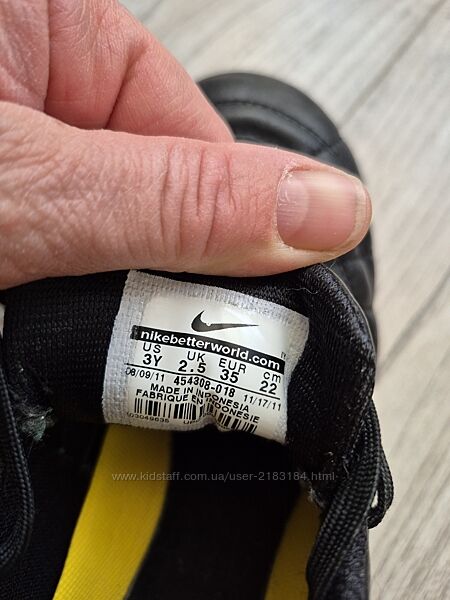 nikebetterworld.com
US UK EUR cm
3Y 2.5 35 22
08/09/11 454308-018 11/17/11
MADE IN INDONESIA
FABRIQUE EN INDONESIE
www.kidstaff.com.ua/user-2183184.html